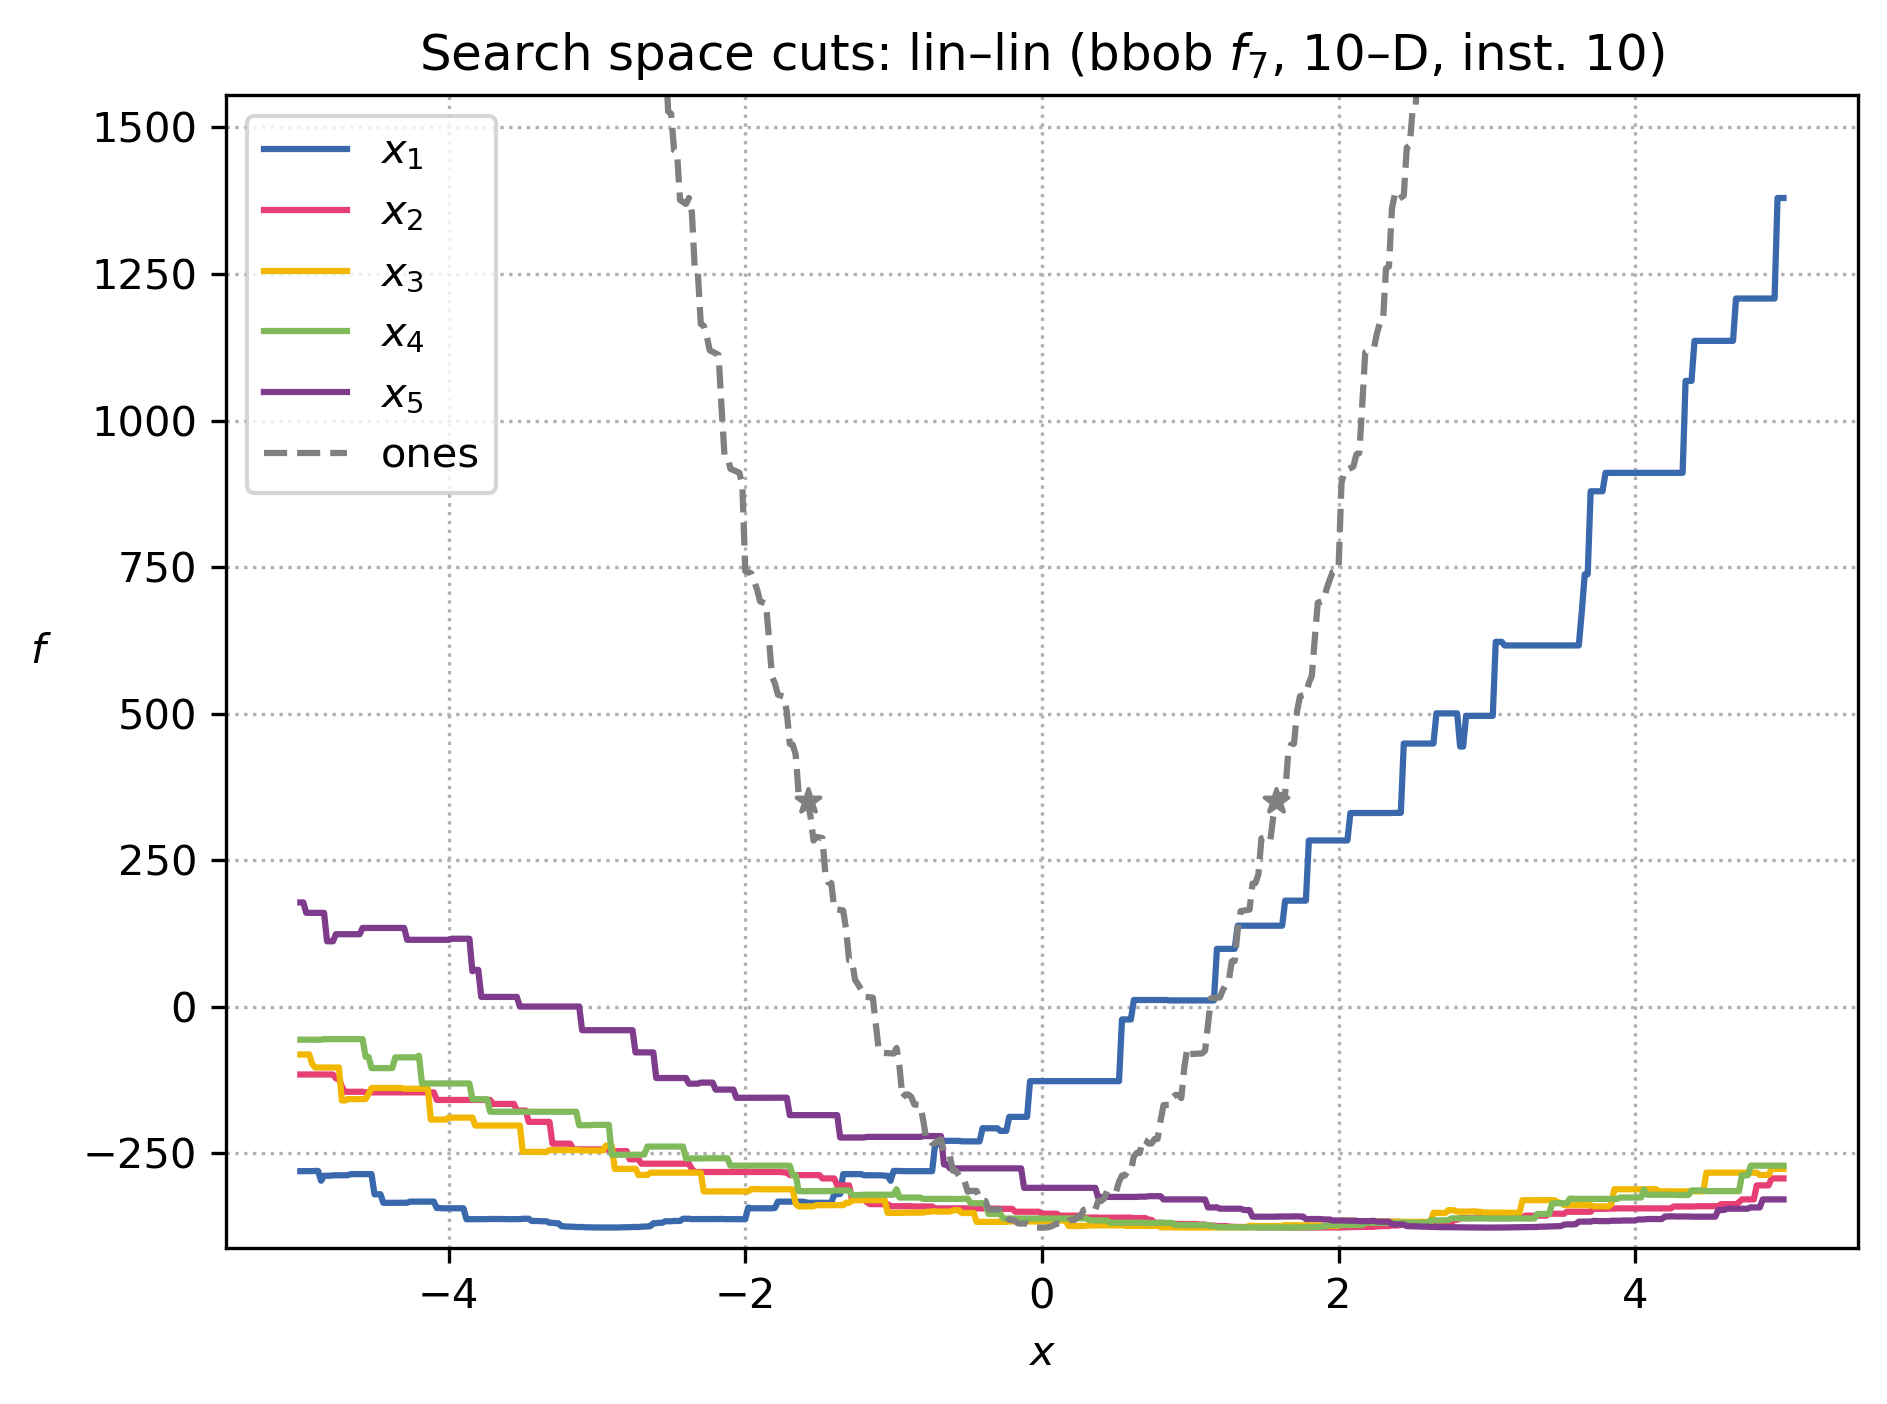 Search space cuts: lin–lin (bbob f₇, 10–D, inst. 10)
1500
1250
1000
750
500
250
0
−250
f
x₁
x₂
x₃
x₄
x₅
ones
−4
−2
0
2
4
x